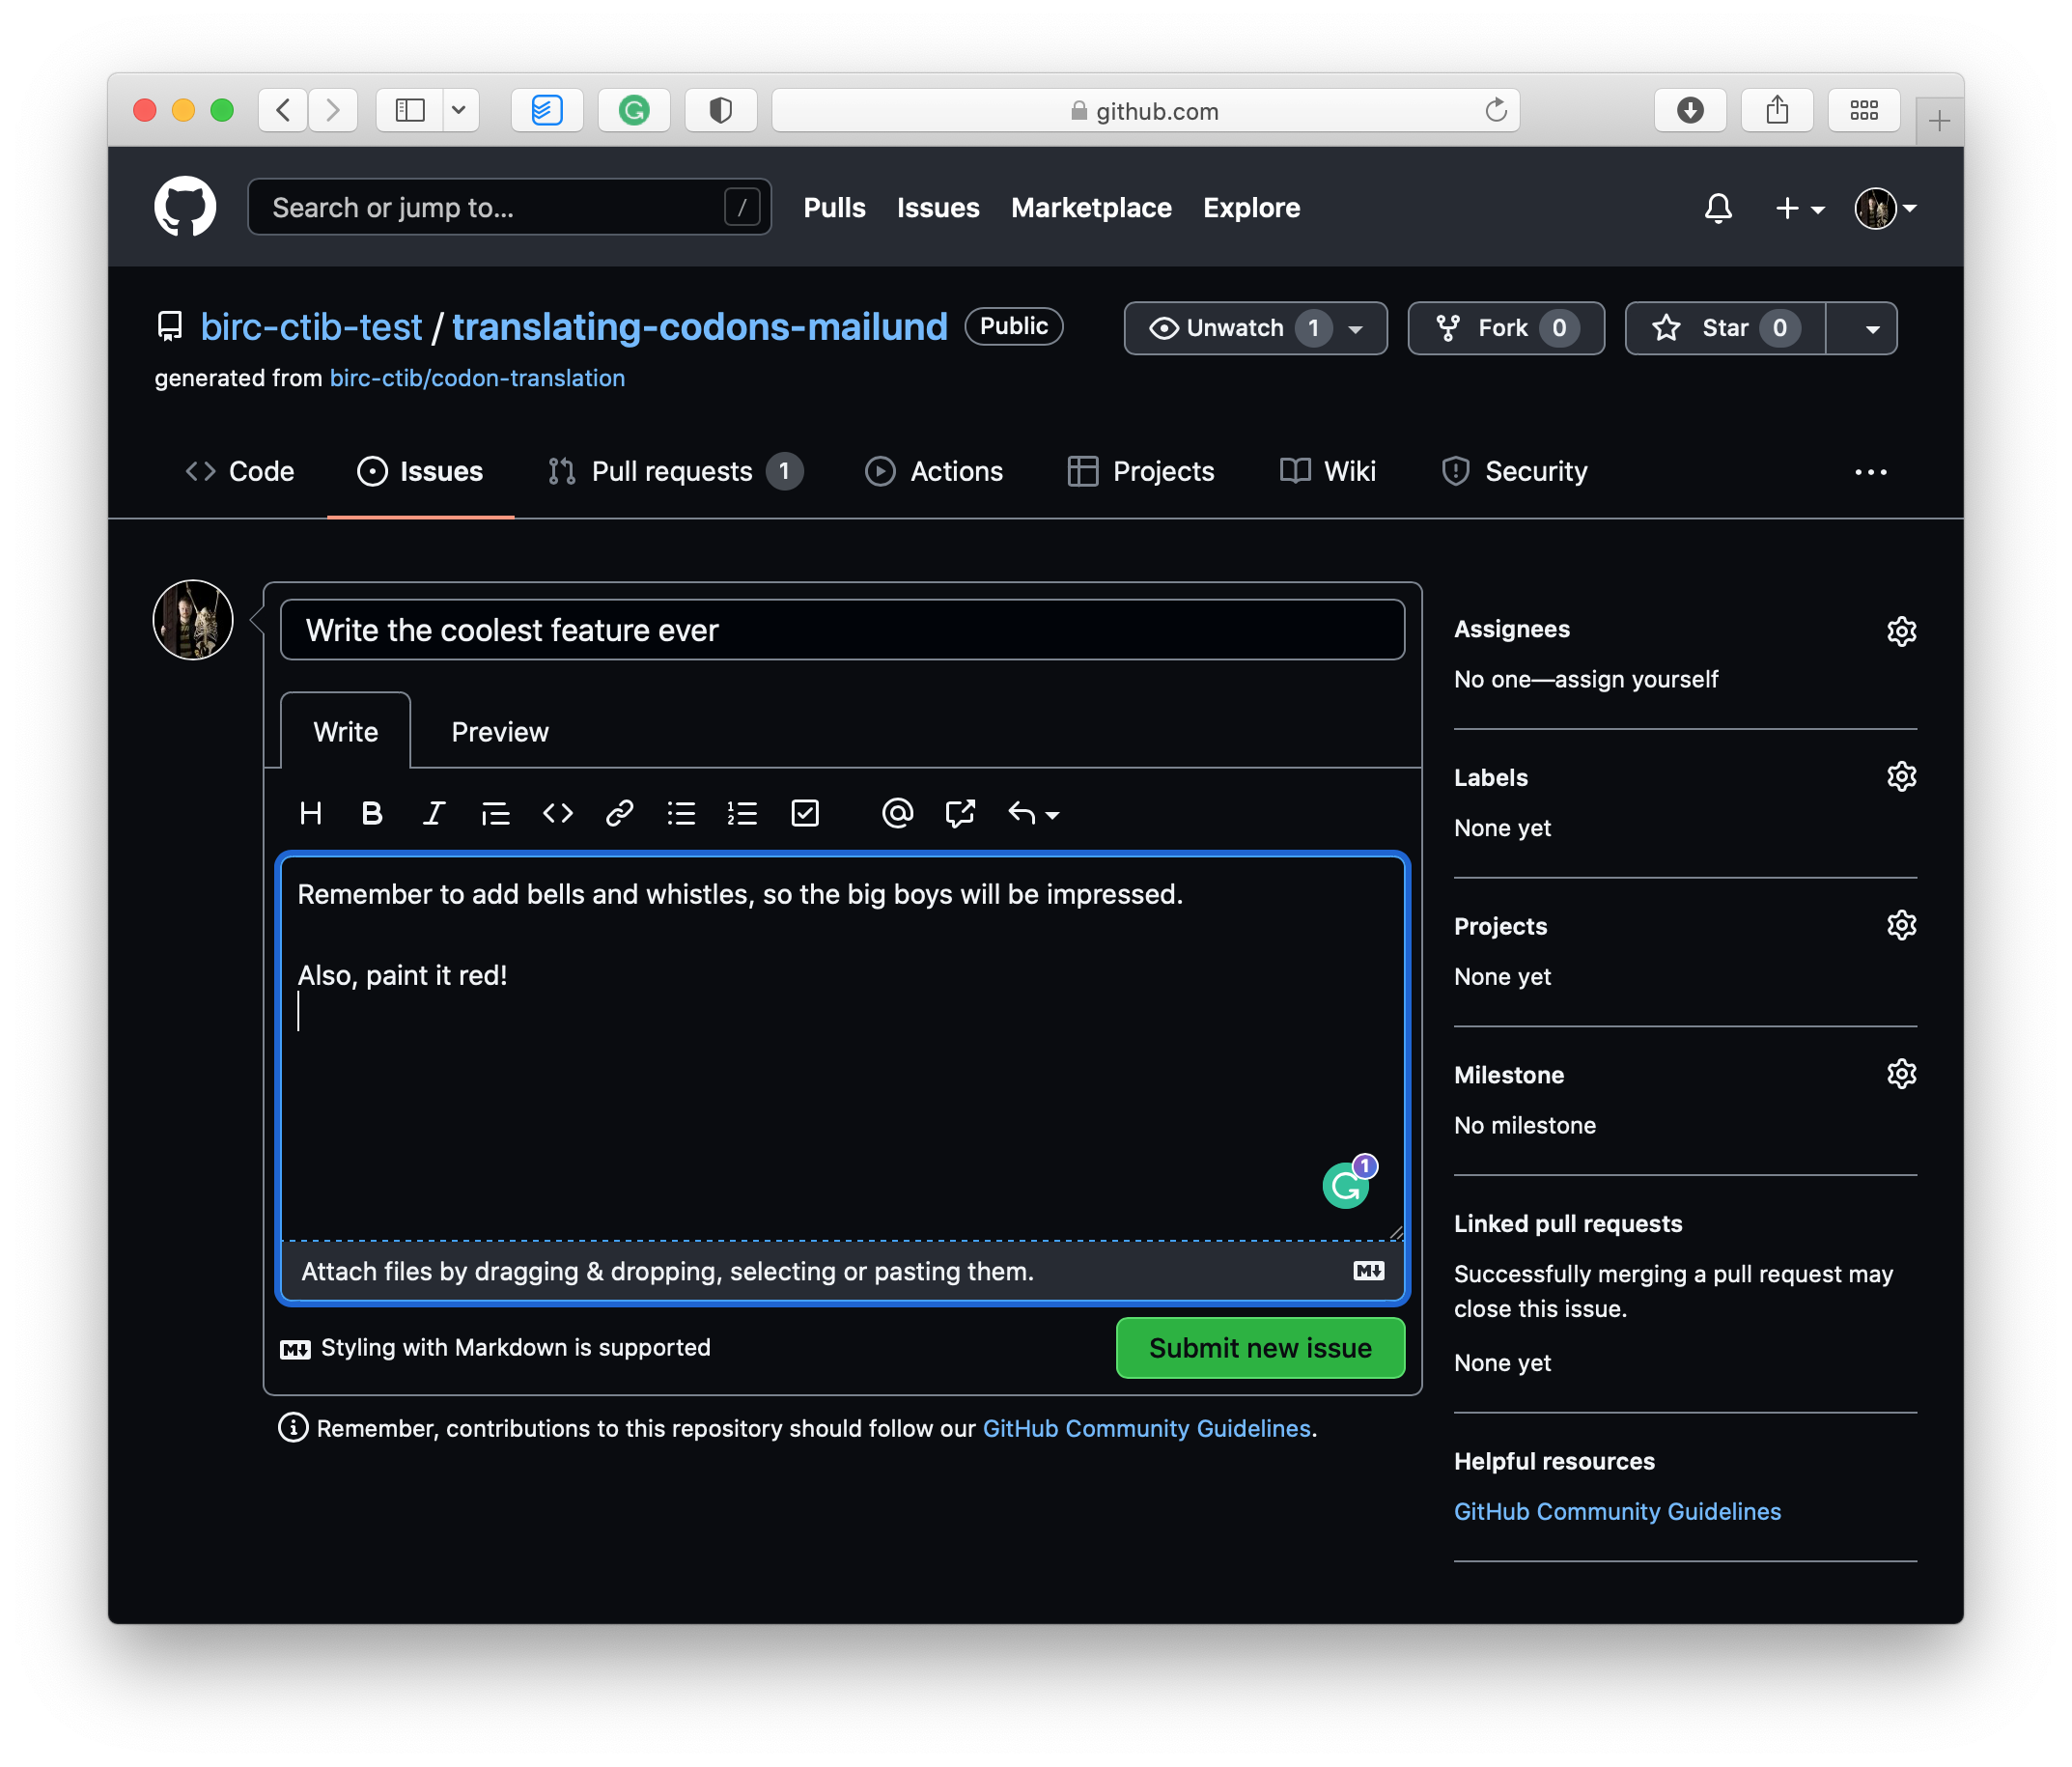 github.com
Search or jump to... /
Pulls Issues Marketplace Explore
birc-ctib-test / translating-codons-mailund Public
Unwatch 1 Fork 0 Star 0
generated from birc-ctib/codon-translation
Code Issues Pull requests 1 Actions Projects Wiki Security
Write the coolest feature ever
Write Preview
Remember to add bells and whistles, so the big boys will be impressed.
Also, paint it red!
1
Attach files by dragging & dropping, selecting or pasting them.
Styling with Markdown is supported
Submit new issue
Remember, contributions to this repository should follow our GitHub Community Guidelines.
Assignees
No one—assign yourself
Labels
None yet
Projects
None yet
Milestone
No milestone
Linked pull requests
Successfully merging a pull request may
close this issue.
None yet
Helpful resources
GitHub Community Guidelines